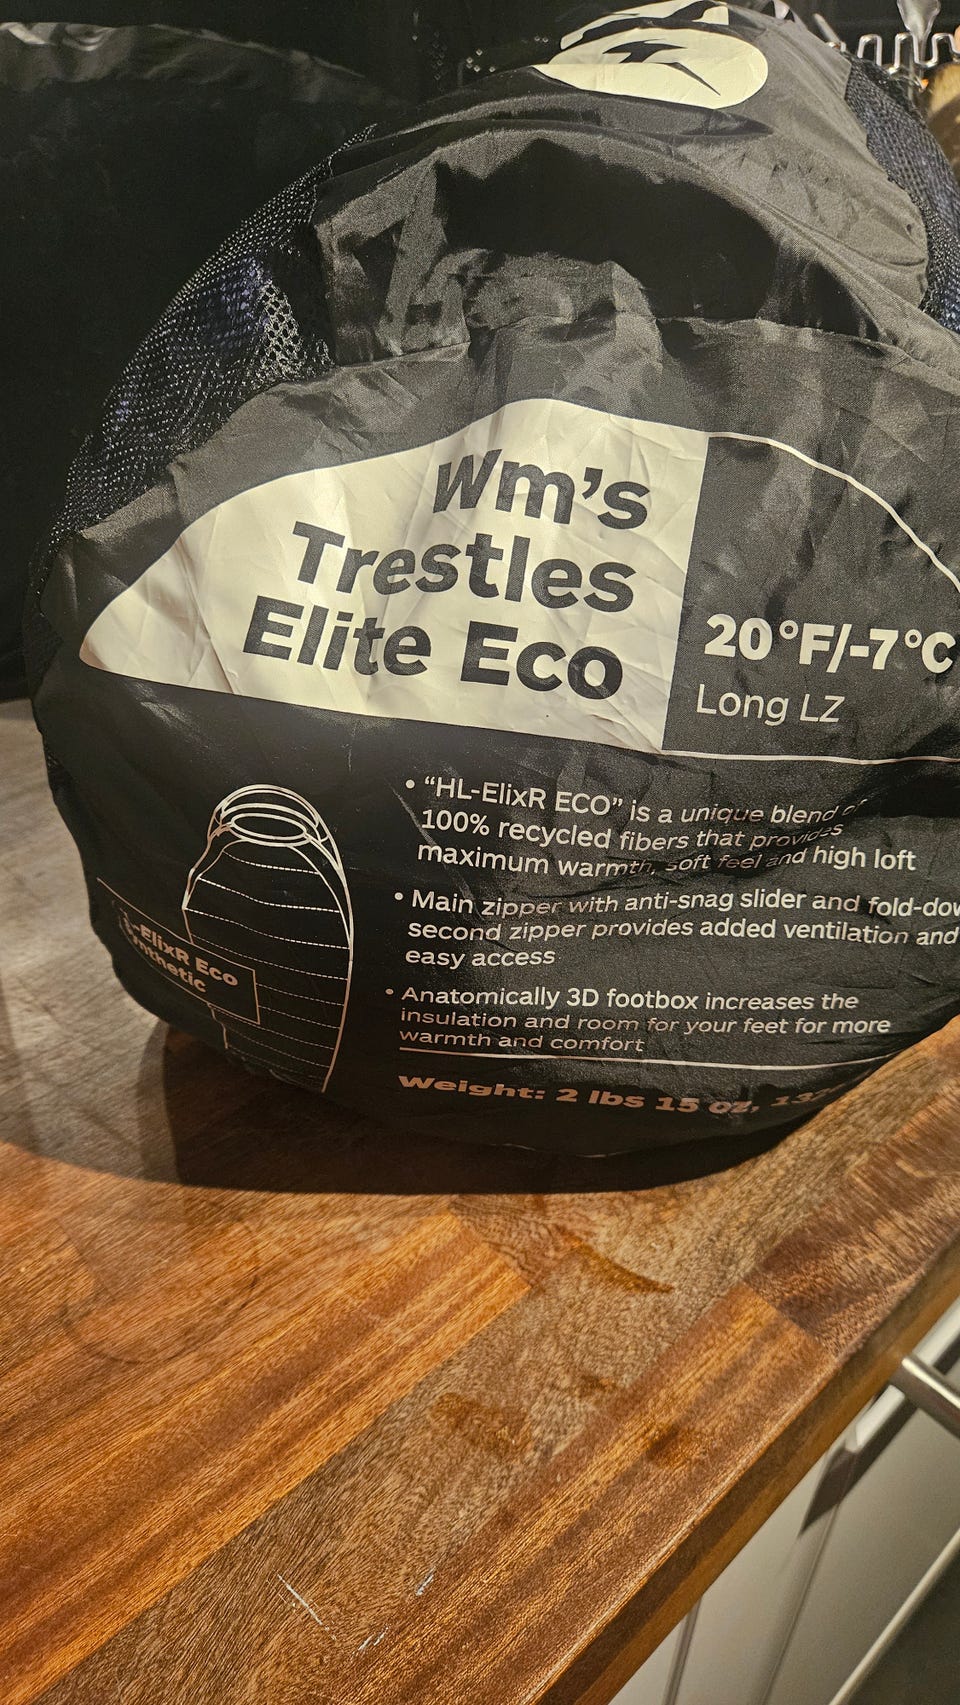 Wm's
Trestles
Elite Eco
20°F/-7°C
Long LZ
• “HL-ElixR ECO” is a unique blend of
100% recycled fibers that provides
maximum warmth, soft feel and high loft
• Main zipper with anti-snag slider and
second zipper provides added ventilation and
easy access
• Anatomically 3D footbox increases the
insulation and room for your feet for more
warmth and comfort
Weight: 2 lbs 15 oz,
-ElixR Eco